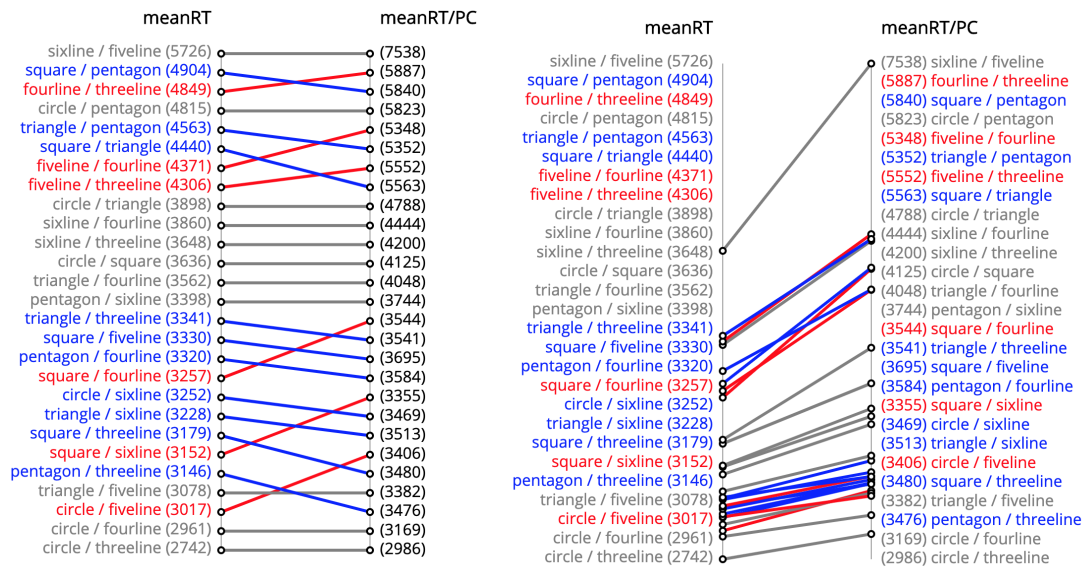 meanRT meanRT/PC
sixline / fiveline (5726) (7538)
square / pentagon (4904) (5887)
fourline / threeline (4849) (5840)
circle / pentagon (4815) (5823)
triangle / pentagon (4563) (5348)
square / triangle (4440) (5352)
fiveline / fourline (4371) (5552)
fiveline / threeline (4306) (5563)
circle / triangle (3898) (4788)
sixline / fourline (3860) (4444)
sixline / threeline (3648) (4200)
circle / square (3636) (4125)
triangle / fourline (3562) (4048)
pentagon / sixline (3398) (3744)
triangle / threeline (3341) (3544)
square / fiveline (3330) (3541)
pentagon / fourline (3320) (3695)
square / fourline (3257) (3584)
circle / sixline (3252) (3355)
triangle / sixline (3228) (3469)
square / threeline (3179) (3513)
square / sixline (3152) (3406)
pentagon / threeline (3146) (3480)
triangle / fiveline (3078) (3382)
circle / fiveline (3017) (3476)
circle / fourline (2961) (3169)
circle / threeline (2742) (2986)
meanRT meanRT/PC
sixline / fiveline (5726) (7538) sixline / fiveline
square / pentagon (4904) (5887) fourline / threeline
fourline / threeline (4849) (5840) square / pentagon
circle / pentagon (4815) (5823) circle / pentagon
triangle / pentagon (4563) (5348) fiveline / fourline
square / triangle (4440) (5352) triangle / pentagon
fiveline / fourline (4371) (5552) fiveline / threeline
fiveline / threeline (4306) (5563) square / triangle
circle / triangle (3898) (4788) circle / triangle
sixline / fourline (3860) (4444) sixline / fourline
sixline / threeline (3648) (4200) sixline / threeline
circle / square (3636) (4125) circle / square
triangle / fourline (3562) (4048) triangle / fourline
pentagon / sixline (3398) (3744) pentagon / sixline
triangle / threeline (3341) (3544) square / fourline
square / fiveline (3330) (3541) triangle / threeline
pentagon / fourline (3320) (3695) square / fiveline
square / fourline (3257) (3584) pentagon / fourline
circle / sixline (3252) (3355) square / sixline
triangle / sixline (3228) (3469) circle / sixline
square / threeline (3179) (3513) triangle / sixline
square / sixline (3152) (3406) circle / fiveline
pentagon / threeline (3146) (3480) square / threeline
triangle / fiveline (3078) (3382) triangle / fiveline
circle / fiveline (3017) (3476) pentagon / threeline
circle / fourline (2961) (3169) circle / fourline
circle / threeline (2742) (2986) circle / threeline